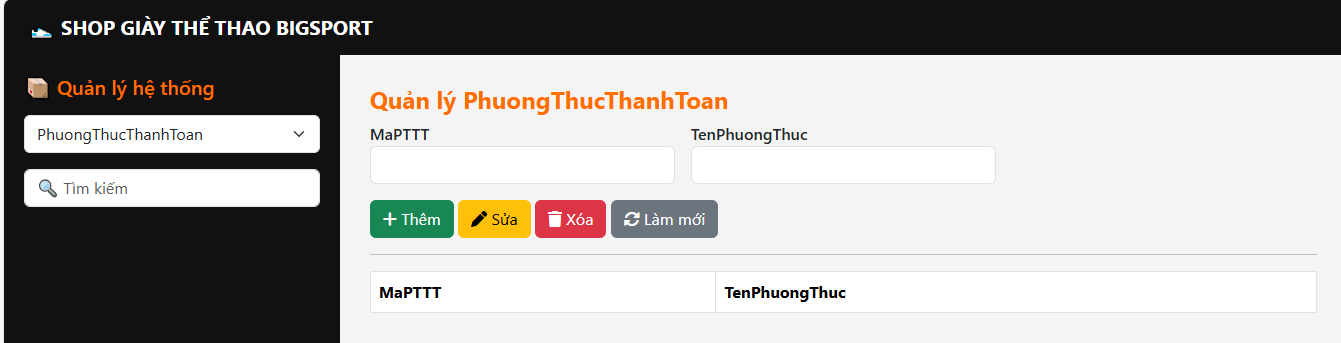 SHOP GIÀY THỂ THAO BIGSPORT
Quản lý hệ thống
PhuongThucThanhToan
Tìm kiếm
Quản lý PhuongThucThanhToan
MaPTTT TenPhuongThuc
Thêm Sửa Xóa Làm mới
MaPTTT TenPhuongThuc